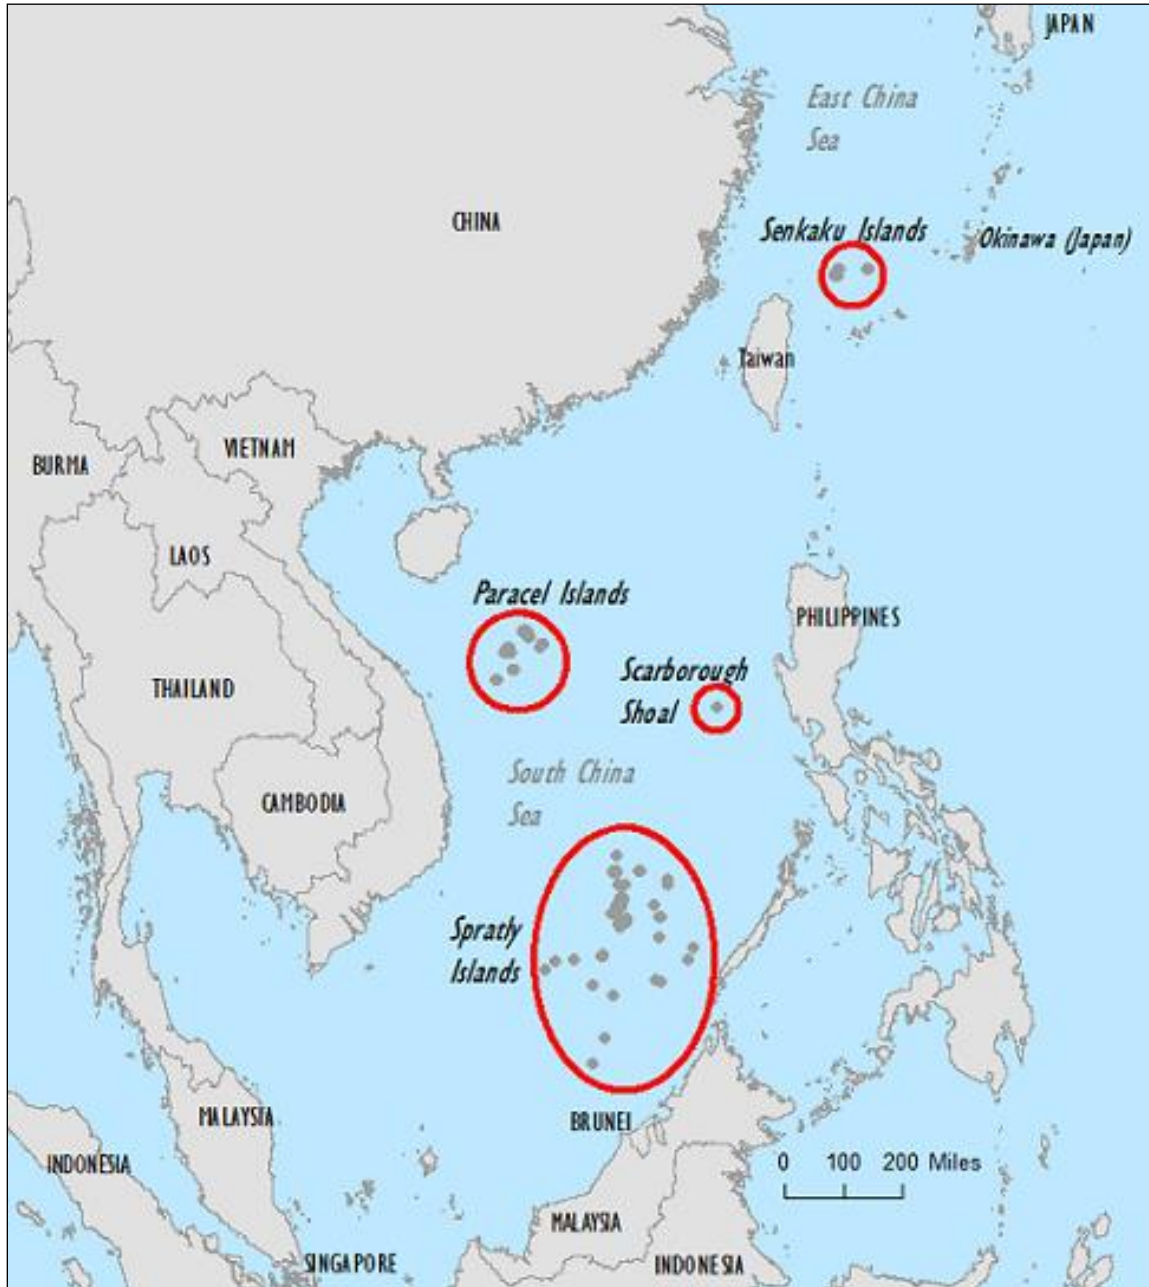 JAPAN
East China
Sea
CHINA
Senkaku Islands
Okinawa (Japan)
Taiwan
VIETNAM
BURMA
LAOS
Paracel Islands
PHILIPPINES
Scarborough
Shoal
THAILAND
South China
Sea
CAMBODIA
Spratly
Islands
MALAYSIA
BRUNEI
INDONESIA
0 100 200 Miles
MALAYSIA
SINGAPORE
INDONESIA